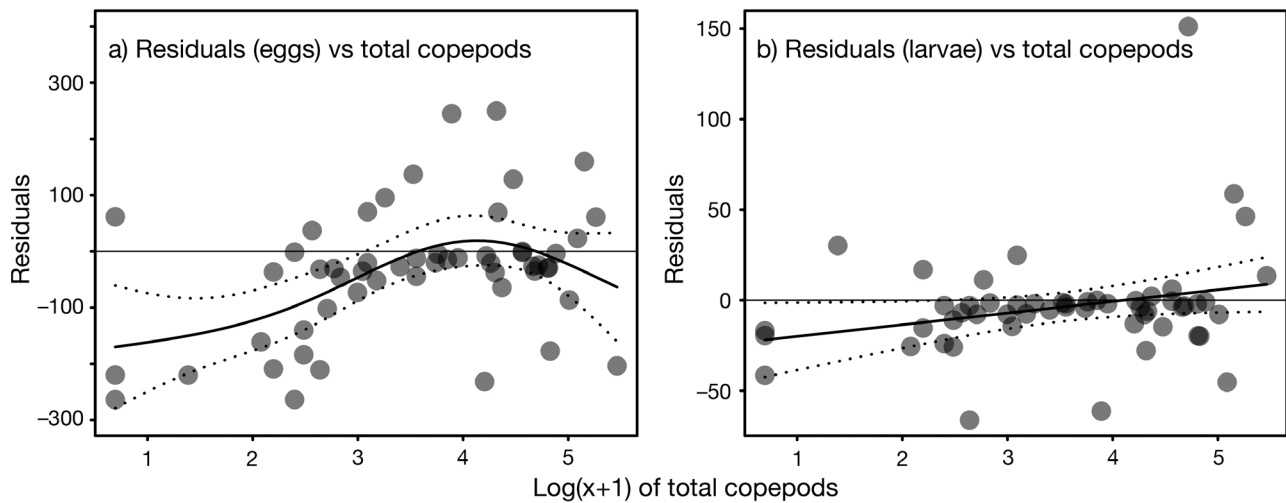 a) Residuals (eggs) vs total copepods
Residuals
300
100
−100
−300
1 2 3 4 5
b) Residuals (larvae) vs total copepods
Residuals
150
100
50
0
−50
1 2 3 4 5
Log(x+1) of total copepods